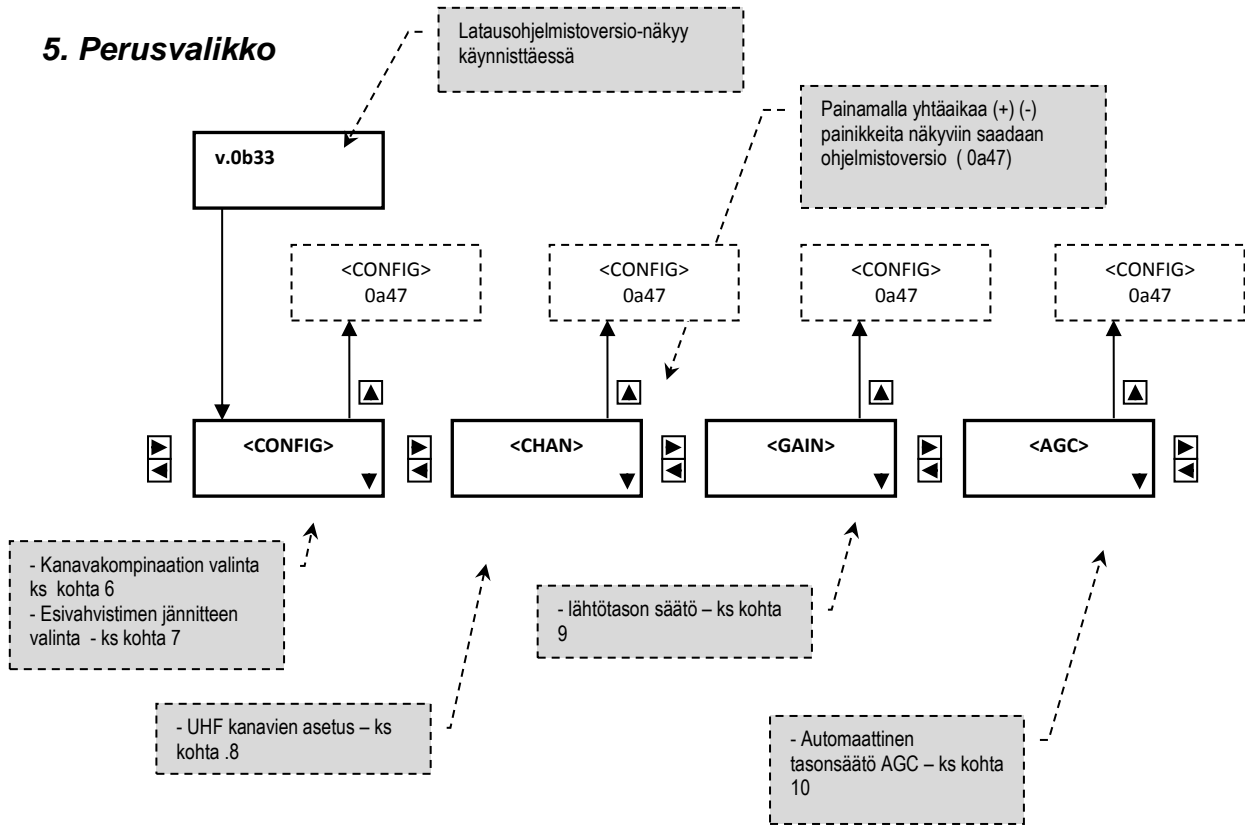 5. Perusvalikko
Latausohjelmistoversio-näkyy
käynnisttäessä
Painamalla yhtäaikaa (+) (-)
painikkeita näkyviin saadaan
ohjelmistoversio ( 0a47)
v.0b33
<CONFIG>
0a47
<CONFIG>
0a47
<CONFIG>
0a47
<CONFIG>
0a47
<CONFIG>
<CHAN>
<GAIN>
<AGC>
- Kanavakompinaation valinta
ks kohta 6
- Esivahvistimen jännitteen
valinta - ks kohta 7
- lähtötason säätö – ks kohta
9
- UHF kanavien asetus – ks
kohta .8
- Automaattinen
tasonsäätö AGC – ks kohta
10